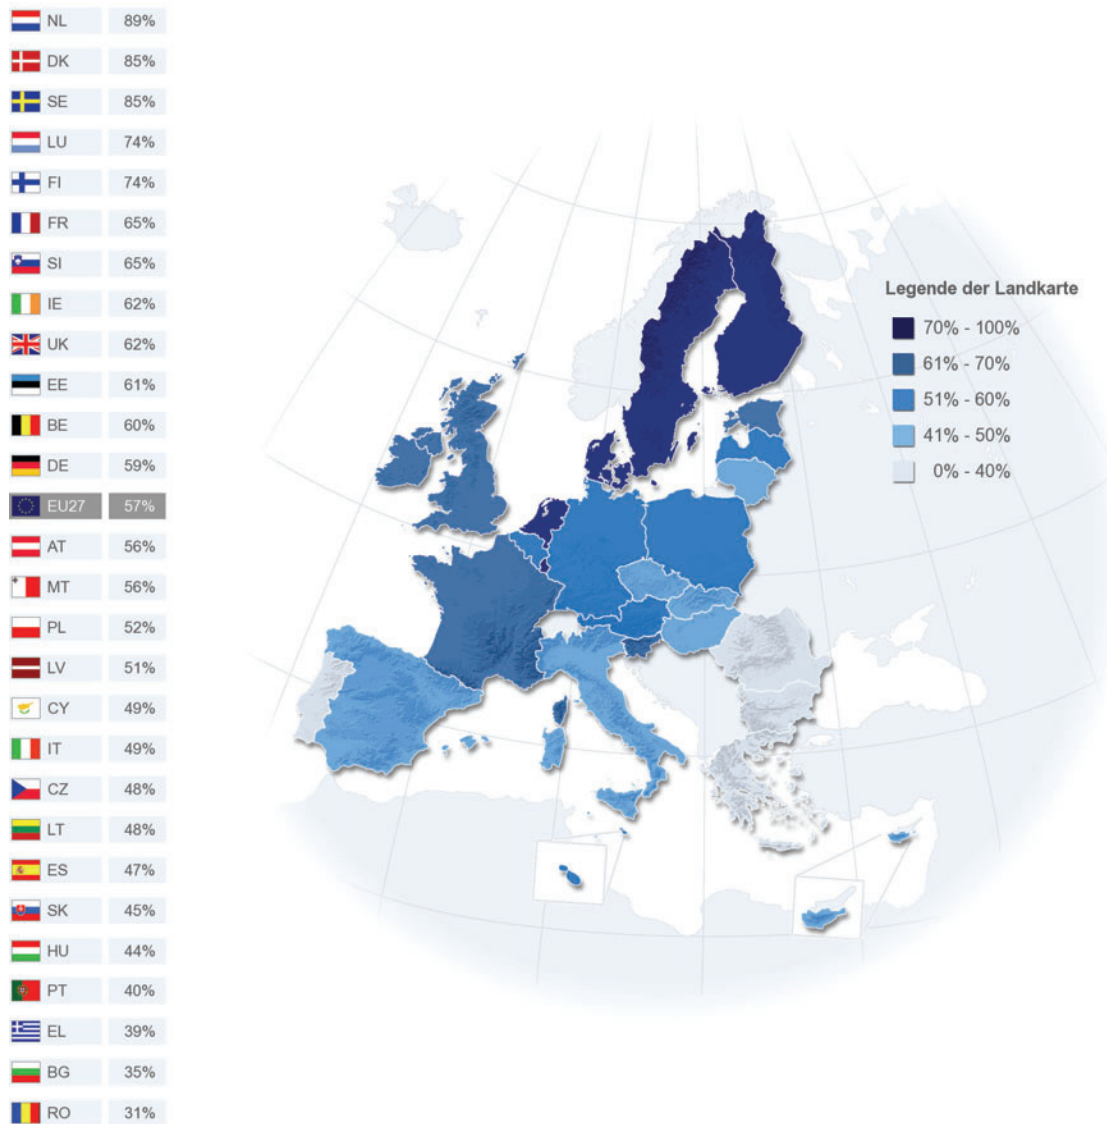 NL 89%
DK 85%
SE 85%
LU 74%
FI 74%
FR 65%
SI 65%
IE 62%
UK 62%
EE 61%
BE 60%
DE 59%
EU27 57%
AT 56%
MT 56%
PL 52%
LV 51%
CY 49%
IT 49%
CZ 48%
LT 48%
ES 47%
SK 45%
HU 44%
PT 40%
EL 39%
BG 35%
RO 31%
Legende der Landkarte
70% - 100%
61% - 70%
51% - 60%
41% - 50%
0% - 40%